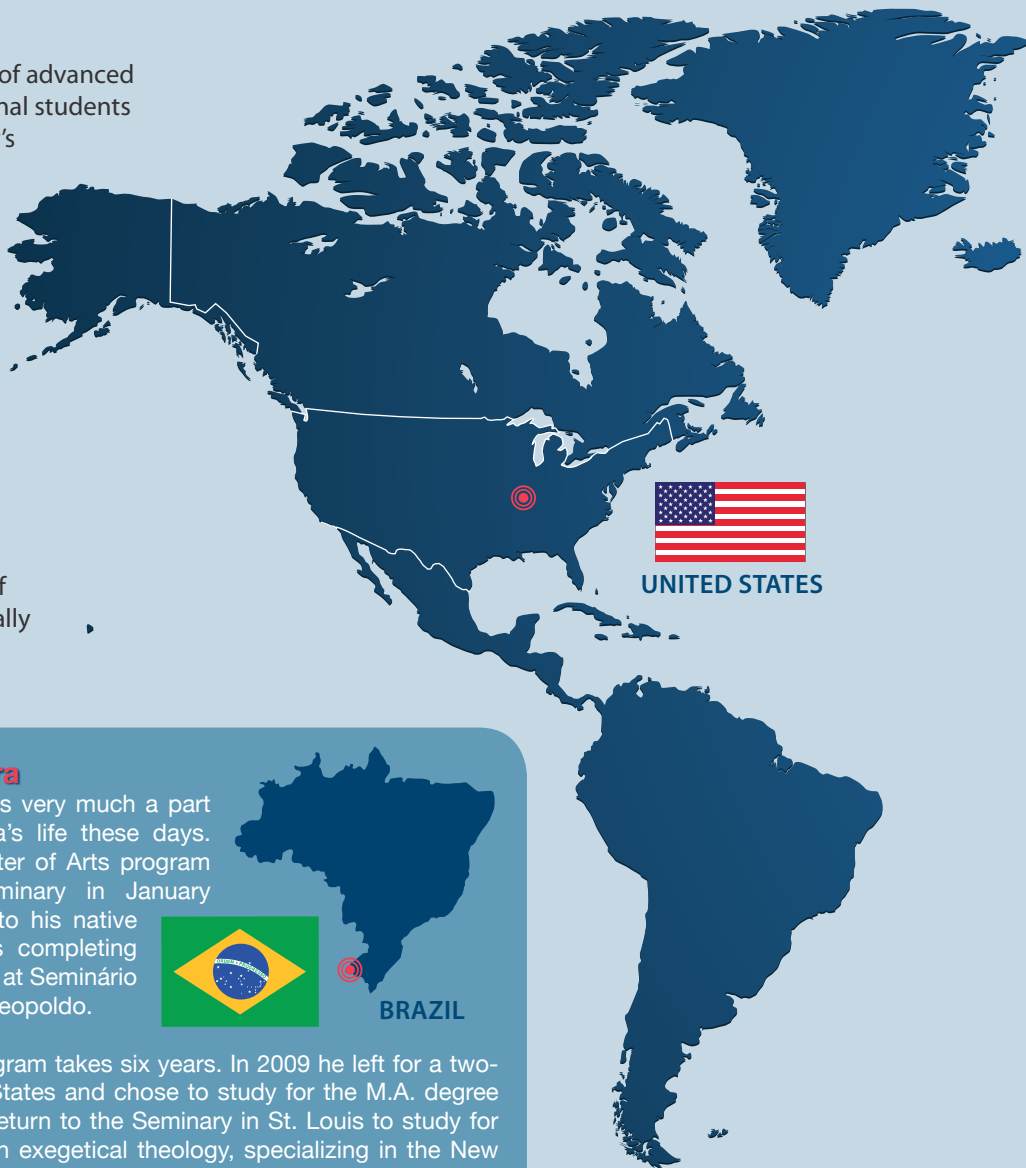 of advanced
nal students
's
f
ally
UNITED STATES
ra
s very much a part
a's life these days.
ter of Arts program
minary in January
to his native
s completing
at Seminário
eopoldo.
BRAZIL
gram takes six years. In 2009 he left for a two-
States and chose to study for the M.A. degree
eturn to the Seminary in St. Louis to study for
n exegetical theology, specializing in the New